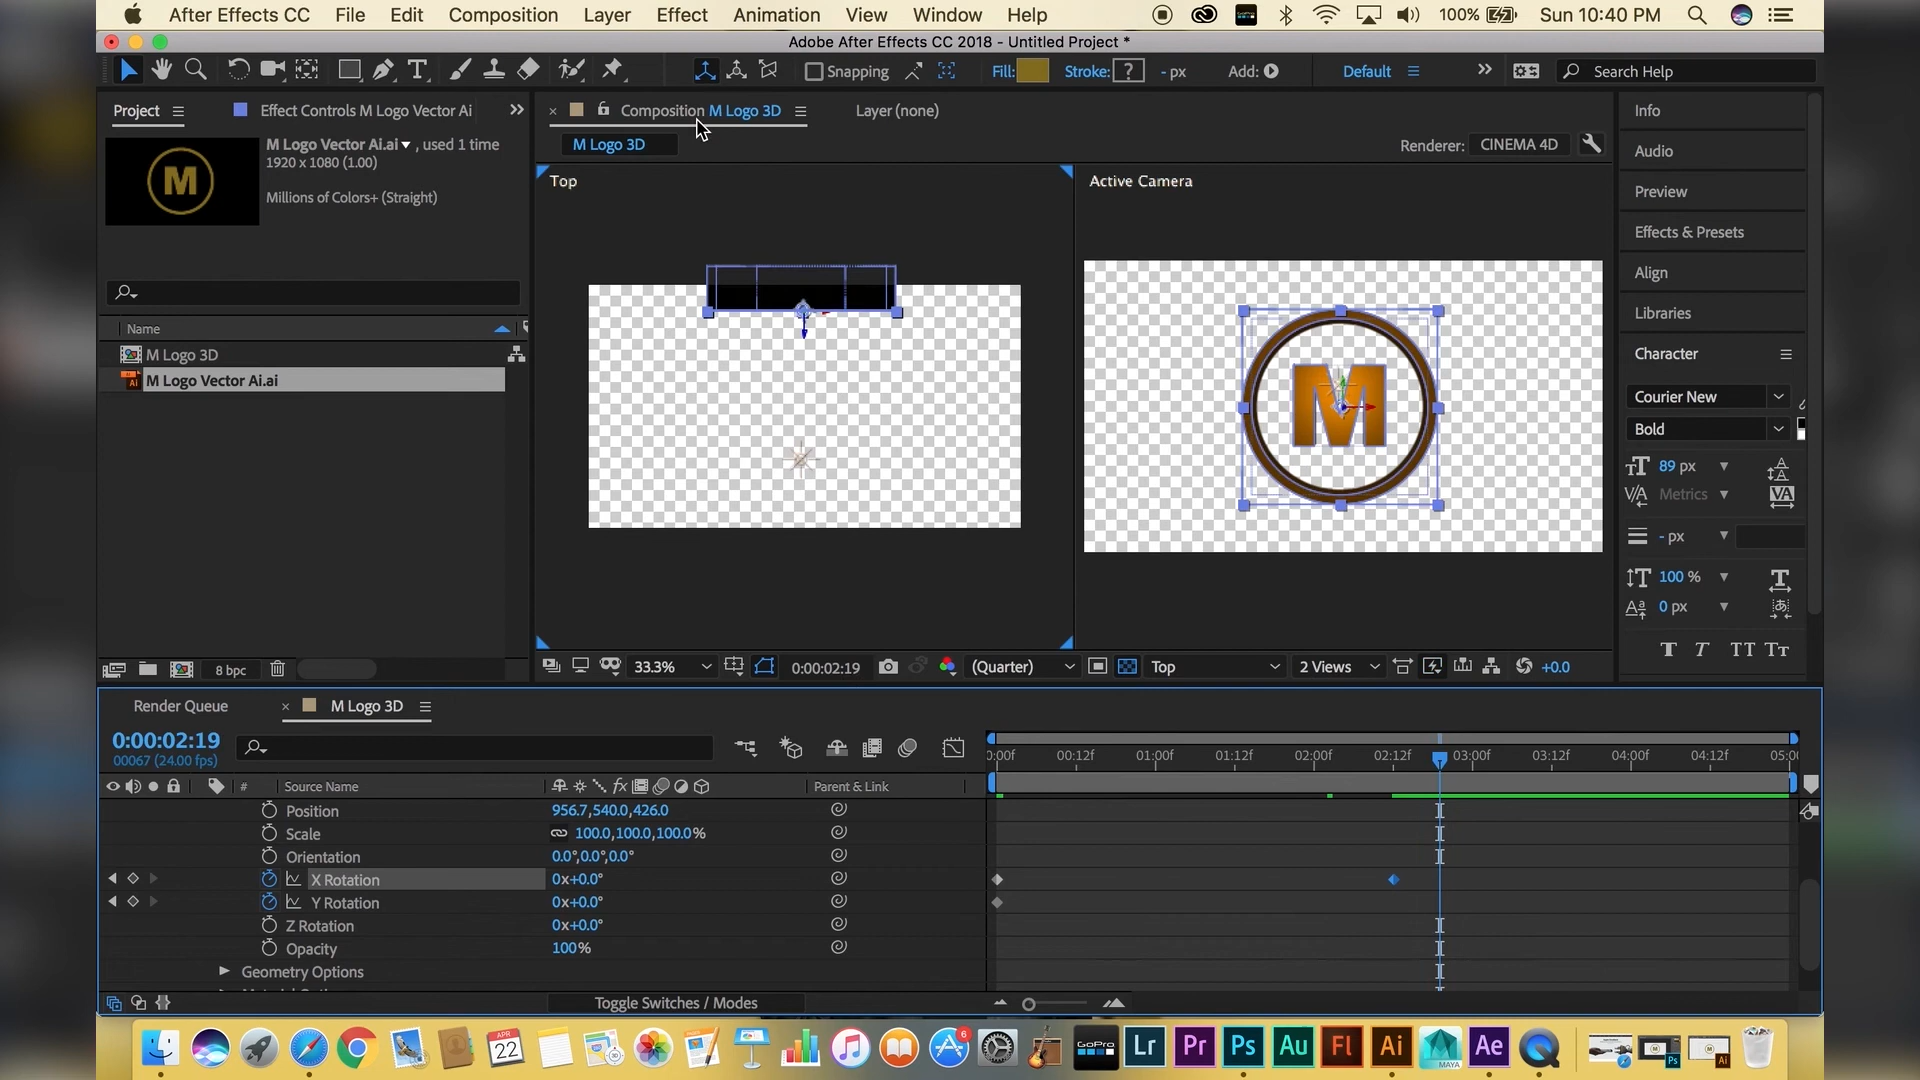 After Effects CC File Edit Composition Layer Effect Animation View Window Help 100% Sun 10:40 PM
Adobe After Effects CC 2018 - Untitled Project *
Snapping Fill: Stroke: ? - px Add: Default Search Help
Project Effect Controls M Logo Vector Ai Composition M Logo 3D Layer (none)
M Logo Vector Ai.ai, used 1 time
1920 x 1080 (1.00)
Millions of Colors+ (Straight)
M Logo 3D Renderer: CINEMA 4D
Top Active Camera
M
M
Name
M Logo 3D
M Logo Vector Ai.ai
Info
Audio
Preview
Effects & Presets
Align
Libraries
Character
Courier New
Bold
89 px
Metrics
- px
100 %
0 px
T T TT Tт
8 bpc 33.3% 0:00:02:19 (Quarter) Top 2 Views +0.0
Render Queue M Logo 3D
0:00:02:19
00067 (24.00 fps)
00f 00:12f 01:00f 01:12f 02:00f 02:12f 03:00f 03:12f 04:00f 04:12f 05:00
# Source Name Parent & Link
Position 956.7,540.0,426.0
Scale 100.0,100.0,100.0%
Orientation 0.0°,0.0°,0.0°
X Rotation 0x+0.0°
Y Rotation 0x+0.0°
Z Rotation 0x+0.0°
Opacity 100%
Geometry Options
Toggle Switches / Modes
APR
22
6
GoPro Lr Pr Ps Au Fl Ai MAYA Ae